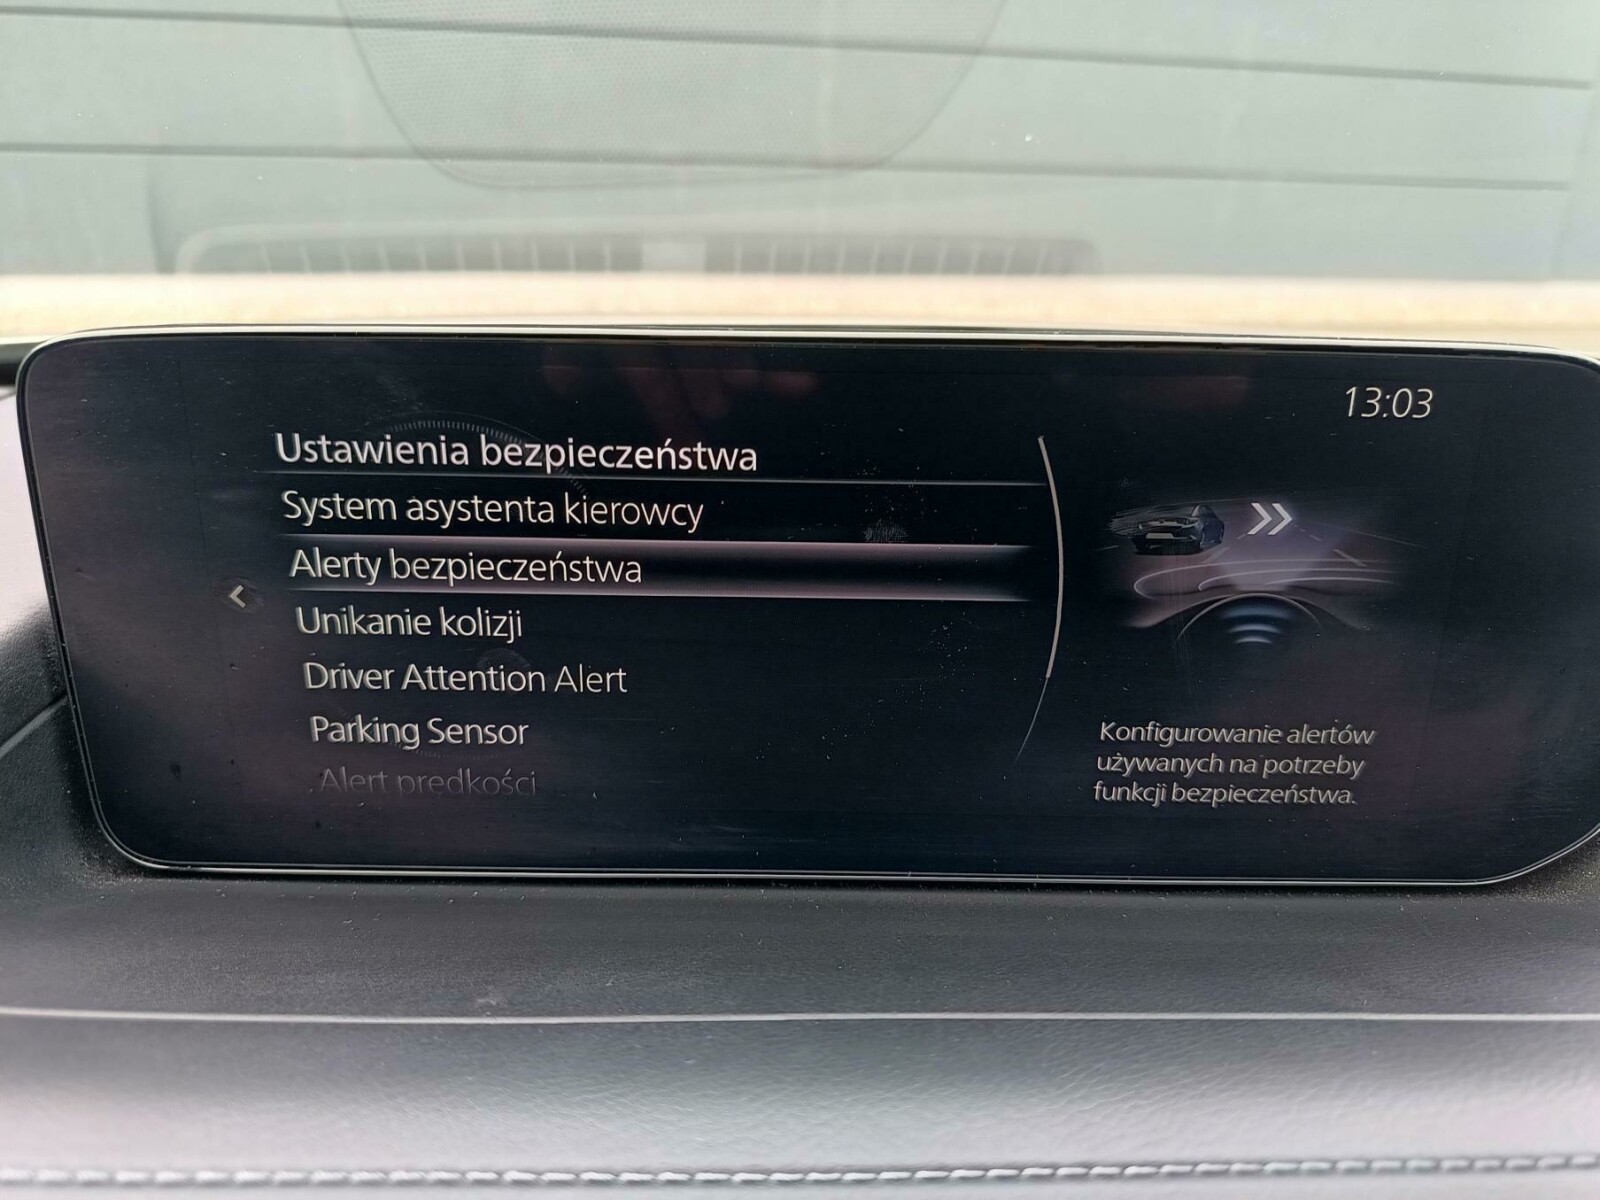 13:03
Ustawienia bezpieczeństwa
System asystenta kierowcy
Alerty bezpieczeństwa
Unikanie kolizji
Driver Attention Alert
Parking Sensor
Alert prędkości
Konfigurowanie alertów
używanych na potrzeby
funkcji bezpieczeństwa.